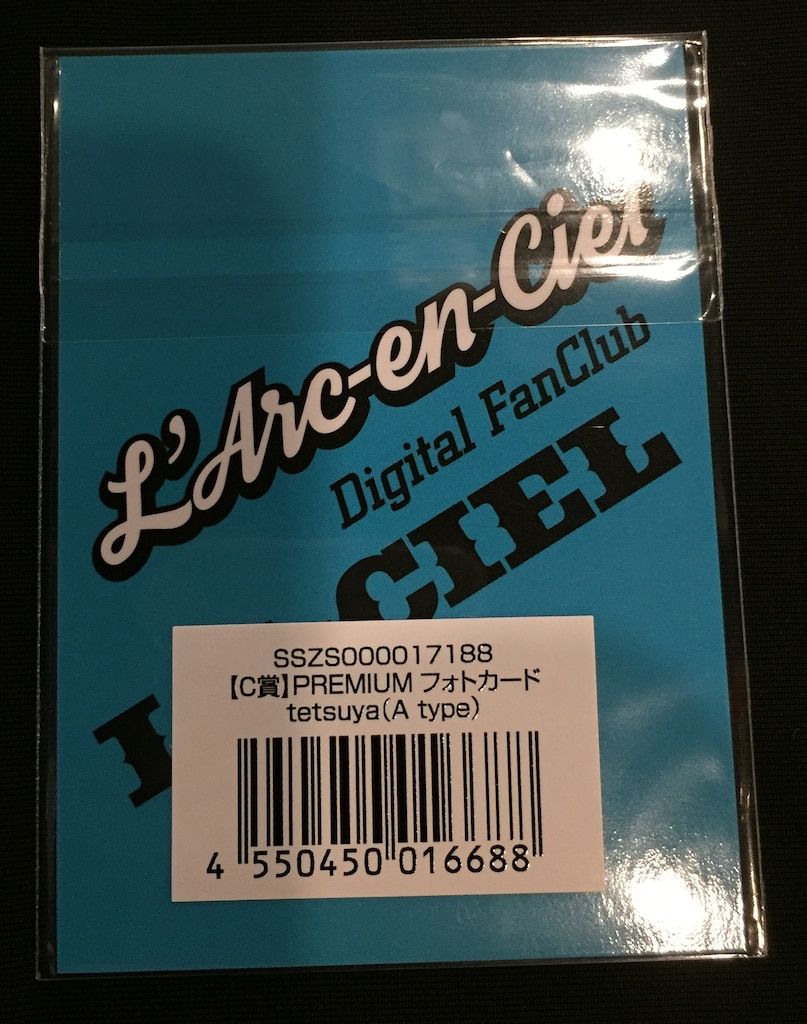 L'Arc-en-Ciel
Digital FanClub
CIEL
SSZS000017188
【C賞】PREMIUM フォトカード
tetsuya(A type)
4 550450 016688